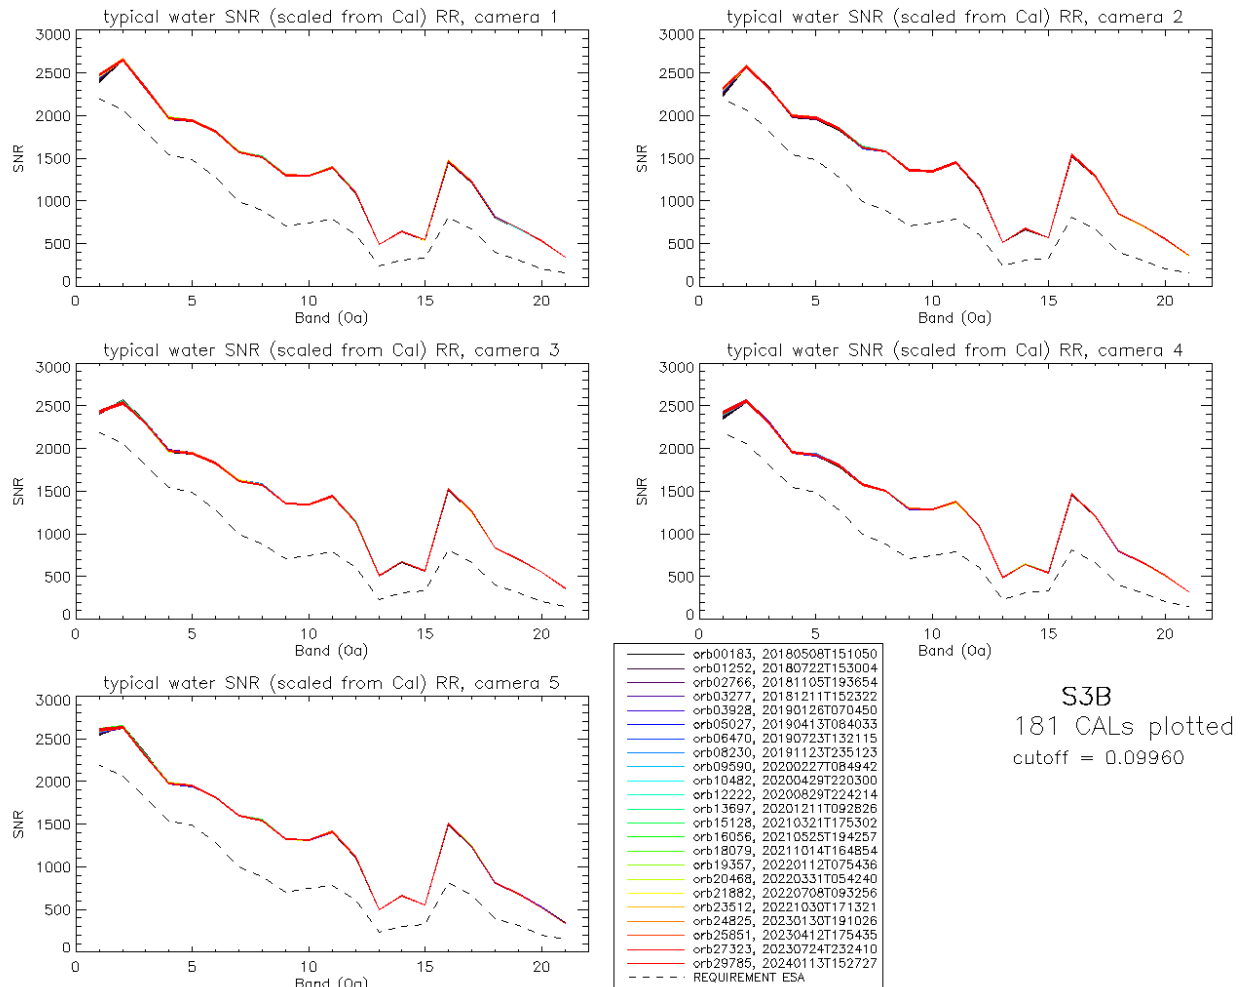 typical water SNR (scaled from Cal) RR, camera 1
3000
2500
2000
1500
1000
500
0
SNR
0 5 10 15 20
Band (Oa)
typical water SNR (scaled from Cal) RR, camera 2
3000
2500
2000
1500
1000
500
0
SNR
0 5 10 15 20
Band (Oa)
typical water SNR (scaled from Cal) RR, camera 3
3000
2500
2000
1500
1000
500
0
SNR
0 5 10 15 20
Band (Oa)
typical water SNR (scaled from Cal) RR, camera 4
3000
2500
2000
1500
1000
500
0
SNR
0 5 10 15 20
Band (Oa)
typical water SNR (scaled from Cal) RR, camera 5
3000
2500
2000
1500
1000
500
0
SNR
0 5 10 15 20
Band (Oa)
orb00183, 20180508T151050
orb01252, 20180722T153004
orb02766, 20181105T193654
orb03277, 20181211T152322
orb03928, 20190126T070450
orb05027, 20190413T084033
orb06470, 20190723T132115
orb08230, 20191123T235123
orb09590, 20200227T084942
orb10482, 20200429T220300
orb12222, 20200829T224214
orb13697, 20201211T092826
orb15128, 20210321T175302
orb16056, 20210525T194257
orb18079, 20211014T164854
orb19357, 20220112T075436
orb20468, 20220331T054240
orb21882, 20220708T093256
orb23512, 20221030T171321
orb24825, 20230130T191026
orb25851, 20230412T175435
orb27323, 20230724T232410
orb29785, 20240113T152727
REQUIREMENT ESA
S3B
181 CALs plotted
cutoff = 0.09960